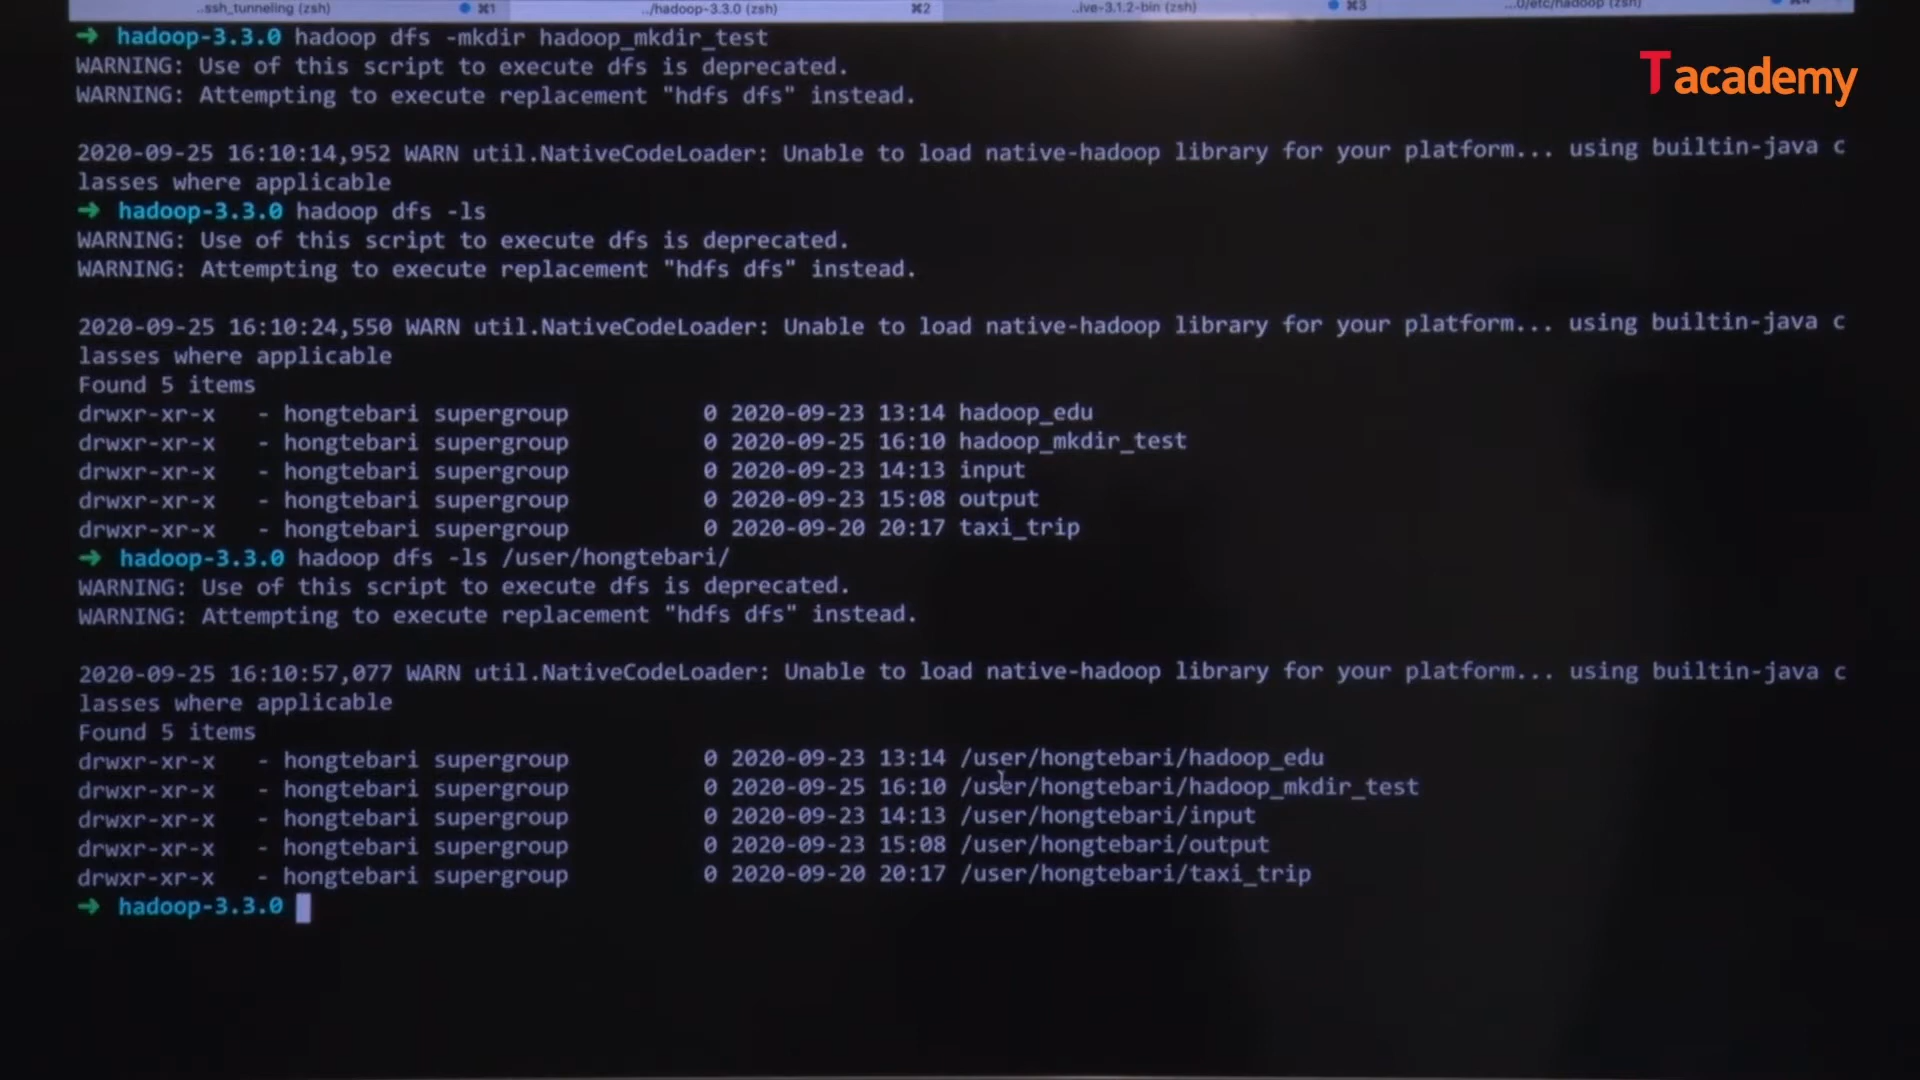 ..ssh_tunneling (zsh) ⌘1 ../hadoop-3.3.0 (zsh) ⌘2 ..ive-3.1.2-bin (zsh) ⌘3 ...0/etc/hadoop (zsh)
Tacademy
➜ hadoop-3.3.0 hadoop dfs -mkdir hadoop_mkdir_test
WARNING: Use of this script to execute dfs is deprecated.
WARNING: Attempting to execute replacement "hdfs dfs" instead.
2020-09-25 16:10:14,952 WARN util.NativeCodeLoader: Unable to load native-hadoop library for your platform... using builtin-java c
lasses where applicable
➜ hadoop-3.3.0 hadoop dfs -ls
WARNING: Use of this script to execute dfs is deprecated.
WARNING: Attempting to execute replacement "hdfs dfs" instead.
2020-09-25 16:10:24,550 WARN util.NativeCodeLoader: Unable to load native-hadoop library for your platform... using builtin-java c
lasses where applicable
Found 5 items
drwxr-xr-x - hongtebari supergroup 0 2020-09-23 13:14 hadoop_edu
drwxr-xr-x - hongtebari supergroup 0 2020-09-25 16:10 hadoop_mkdir_test
drwxr-xr-x - hongtebari supergroup 0 2020-09-23 14:13 input
drwxr-xr-x - hongtebari supergroup 0 2020-09-23 15:08 output
drwxr-xr-x - hongtebari supergroup 0 2020-09-20 20:17 taxi_trip
➜ hadoop-3.3.0 hadoop dfs -ls /user/hongtebari/
WARNING: Use of this script to execute dfs is deprecated.
WARNING: Attempting to execute replacement "hdfs dfs" instead.
2020-09-25 16:10:57,077 WARN util.NativeCodeLoader: Unable to load native-hadoop library for your platform... using builtin-java c
lasses where applicable
Found 5 items
drwxr-xr-x - hongtebari supergroup 0 2020-09-23 13:14 /user/hongtebari/hadoop_edu
drwxr-xr-x - hongtebari supergroup 0 2020-09-25 16:10 /user/hongtebari/hadoop_mkdir_test
drwxr-xr-x - hongtebari supergroup 0 2020-09-23 14:13 /user/hongtebari/input
drwxr-xr-x - hongtebari supergroup 0 2020-09-23 15:08 /user/hongtebari/output
drwxr-xr-x - hongtebari supergroup 0 2020-09-20 20:17 /user/hongtebari/taxi_trip
➜ hadoop-3.3.0